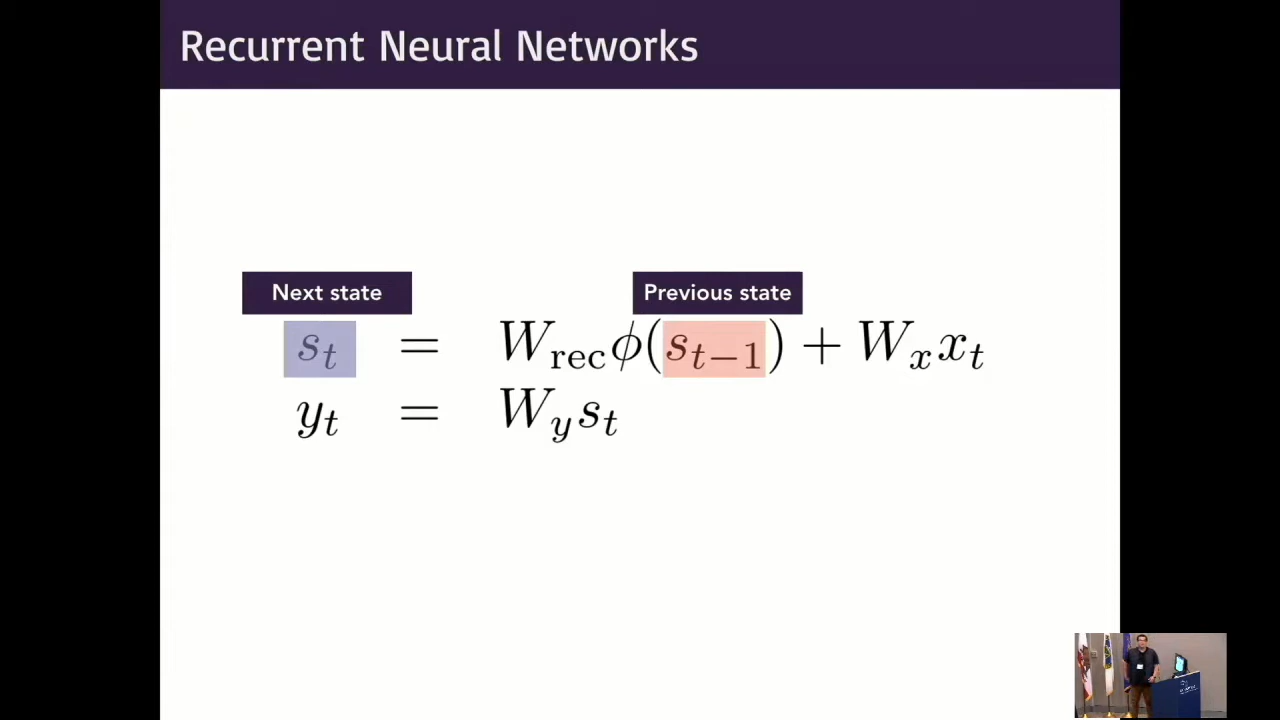 Recurrent Neural Networks
Next state Previous state
s_t = W_rec ϕ(s_{t−1}) + W_x x_t
y_t = W_y s_t